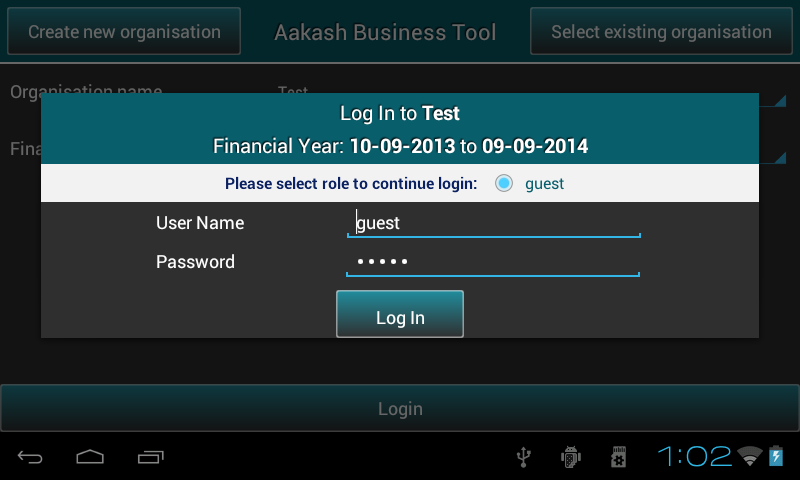 Create new organisation Aakash Business Tool Select existing organisation
Organisation name Test
Log In to Test
Financial Year: 10-09-2013 to 09-09-2014
Please select role to continue login: guest
User Name guest
Password
Log In
Login
1:02